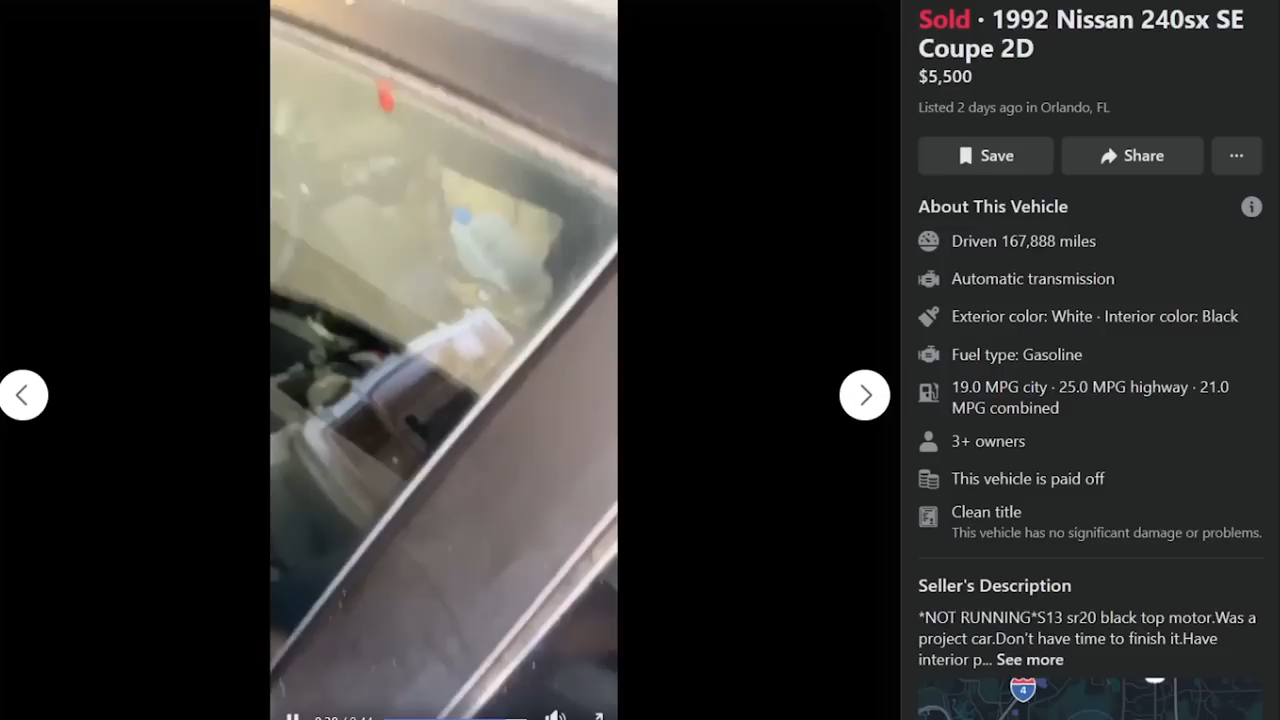 Sold · 1992 Nissan 240sx SE
Coupe 2D
$5,500
Listed 2 days ago in Orlando, FL
Save
Share
About This Vehicle
Driven 167,888 miles
Automatic transmission
Exterior color: White · Interior color: Black
Fuel type: Gasoline
19.0 MPG city · 25.0 MPG highway · 21.0
MPG combined
3+ owners
This vehicle is paid off
Clean title
This vehicle has no significant damage or problems.
Seller's Description
*NOT RUNNING*S13 sr20 black top motor.Was a
project car.Don't have time to finish it.Have
interior p... See more
4